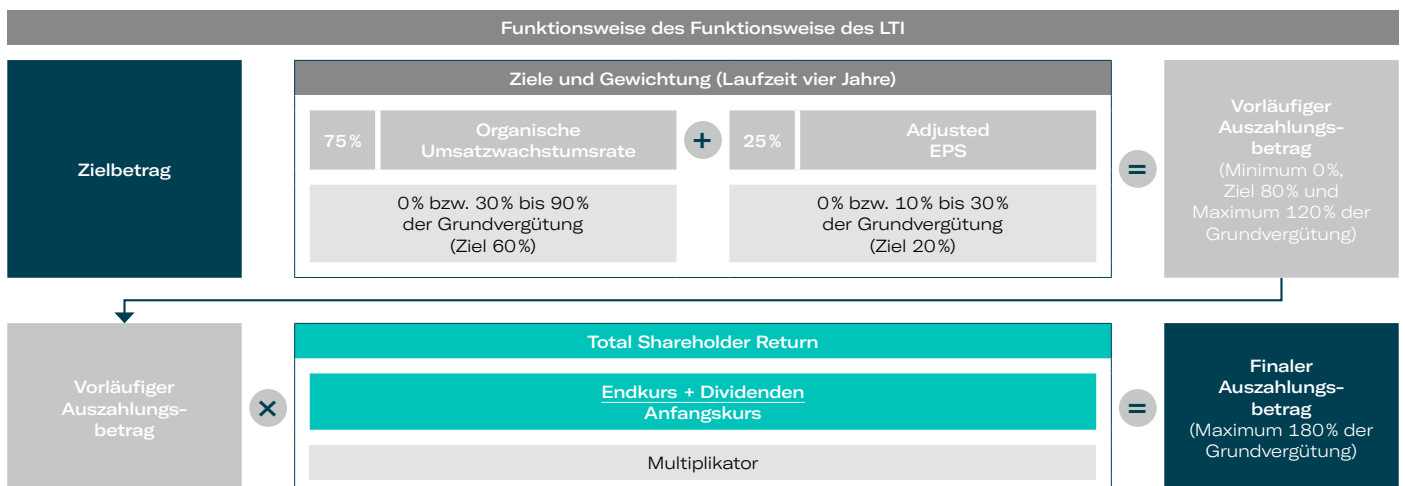 Funktionsweise des Funktionsweise des LTI
Zielbetrag
Ziele und Gewichtung (Laufzeit vier Jahre)
75 %
Organische
Umsatzwachstumsrate
+
25 %
Adjusted
EPS
0 % bzw. 30 % bis 90 %
der Grundvergütung
(Ziel 60 %)
0 % bzw. 10 % bis 30 %
der Grundvergütung
(Ziel 20 %)
=
Vorläufiger
Auszahlungs-
betrag
(Minimum 0 %,
Ziel 80 % und
Maximum 120 % der
Grundvergütung)
Vorläufiger
Auszahlungs-
betrag
×
Total Shareholder Return
Endkurs + Dividenden
Anfangskurs
Multiplikator
=
Finaler
Auszahlungs-
betrag
(Maximum 180 % der
Grundvergütung)